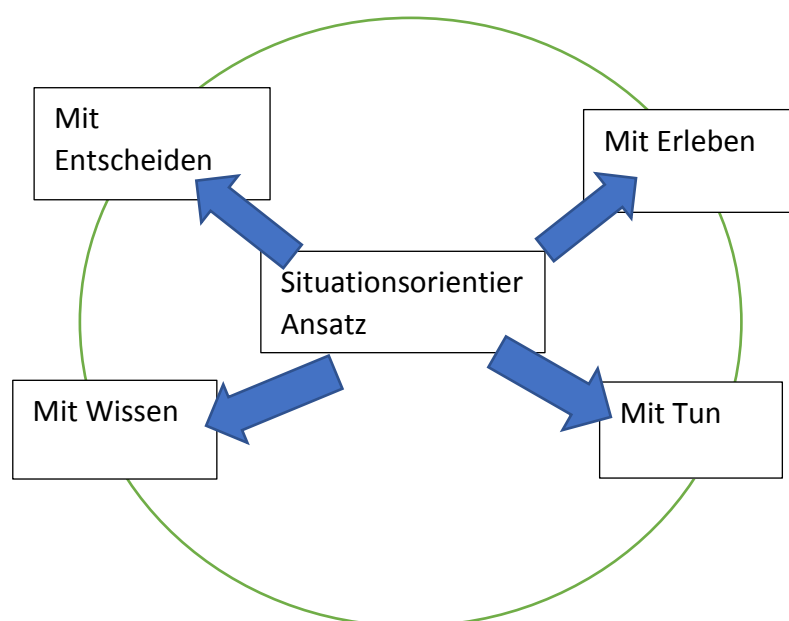 Mit
Entscheiden
Mit Erleben
Situationsorientier
Ansatz
Mit Wissen
Mit Tun